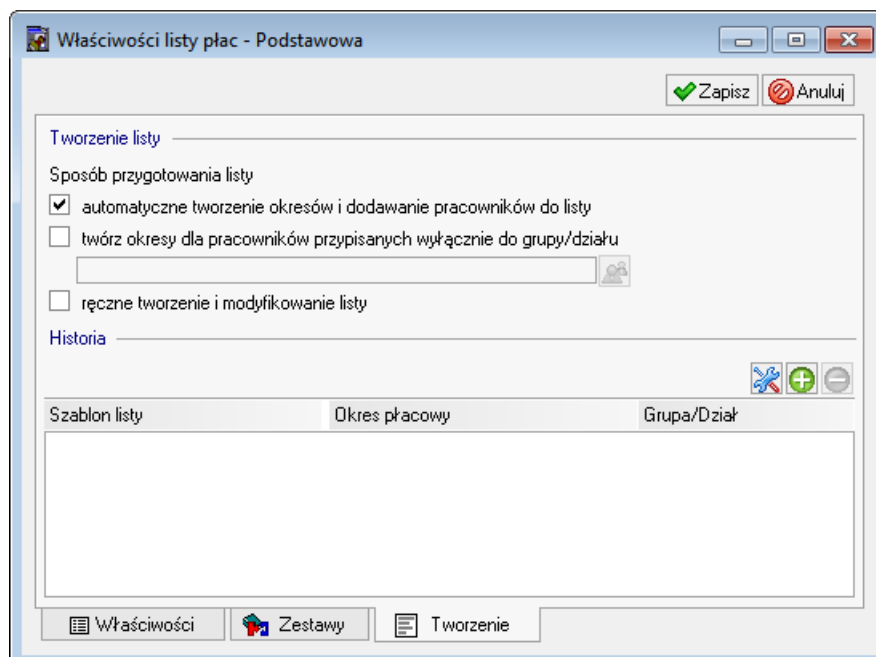 Właściwości listy płac - Podstawowa
Zapisz Anuluj
Tworzenie listy
Sposób przygotowania listy
automatyczne tworzenie okresów i dodawanie pracowników do listy
twórz okresy dla pracowników przypisanych wyłącznie do grupy/działu
ręczne tworzenie i modyfikowanie listy
Historia
Szablon listy Okres płacowy Grupa/Dział
Właściwości Zestawy Tworzenie